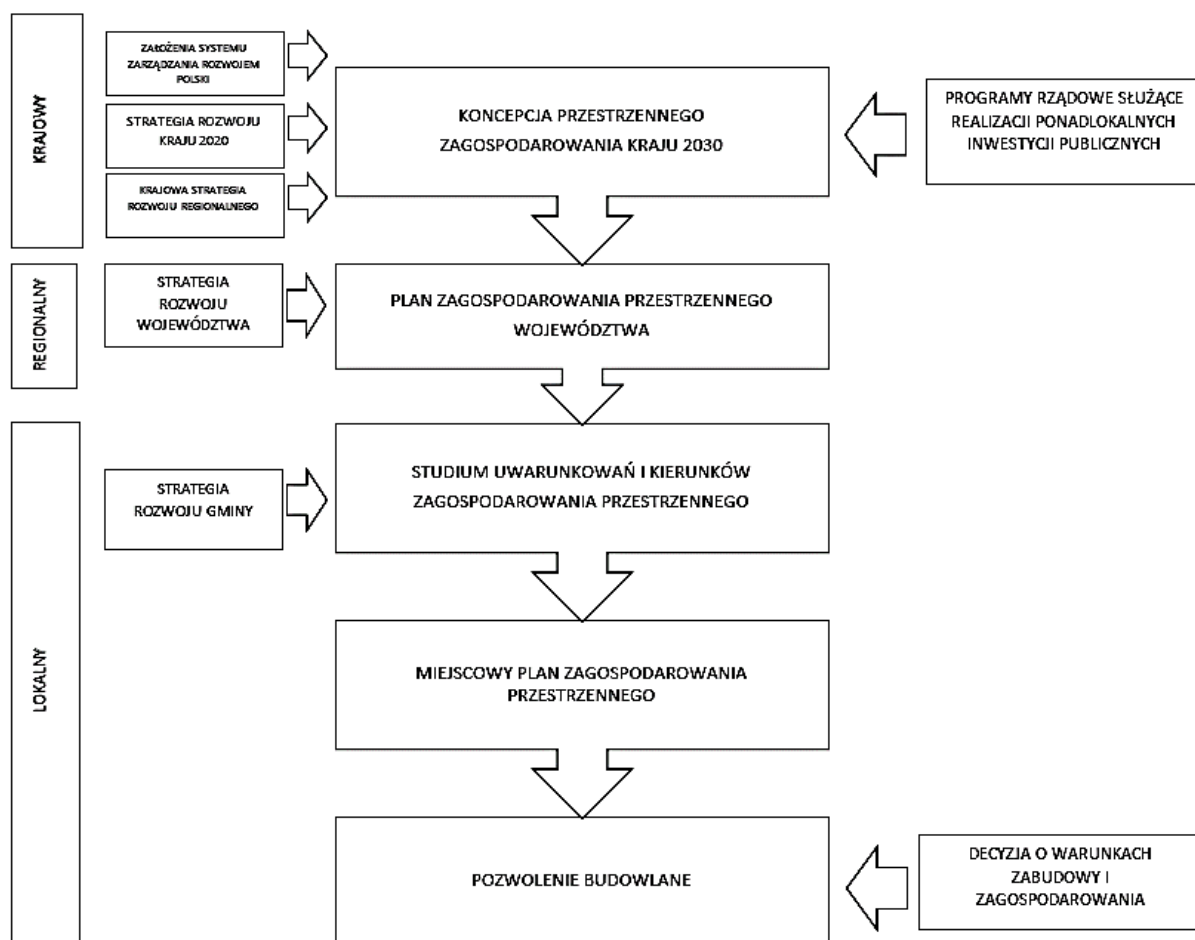 KRAJOWY
ZAŁOŻENIA SYSTEMU
ZARZĄDZANIA ROZWOJEM
POLSKI
STRATEGIA ROZWOJU
KRAJU 2020
KRAJOWA STRATEGIA
ROZWOJU REGIONALNEGO
KONCEPCJA PRZESTRZENNEGO
ZAGOSPODAROWANIA KRAJU 2030
PROGRAMY RZĄDOWE SŁUŻĄCE
REALIZACJI PONADLOKALNYCH
INWESTYCJI PUBLICZNYCH
REGIONALNY
STRATEGIA
ROZWOJU
WOJEWÓDZTWA
PLAN ZAGOSPODAROWANIA PRZESTRZENNEGO
WOJEWÓDZTWA
LOKALNY
STRATEGIA
ROZWOJU GMINY
STUDIUM UWARUNKOWAŃ I KIERUNKÓW
ZAGOSPODAROWANIA PRZESTRZENNEGO
MIEJSCOWY PLAN ZAGOSPODAROWANIA
PRZESTRZENNEGO
POZWOLENIE BUDOWLANE
DECYZJA O WARUNKACH
ZABUDOWY I
ZAGOSPODAROWANIA